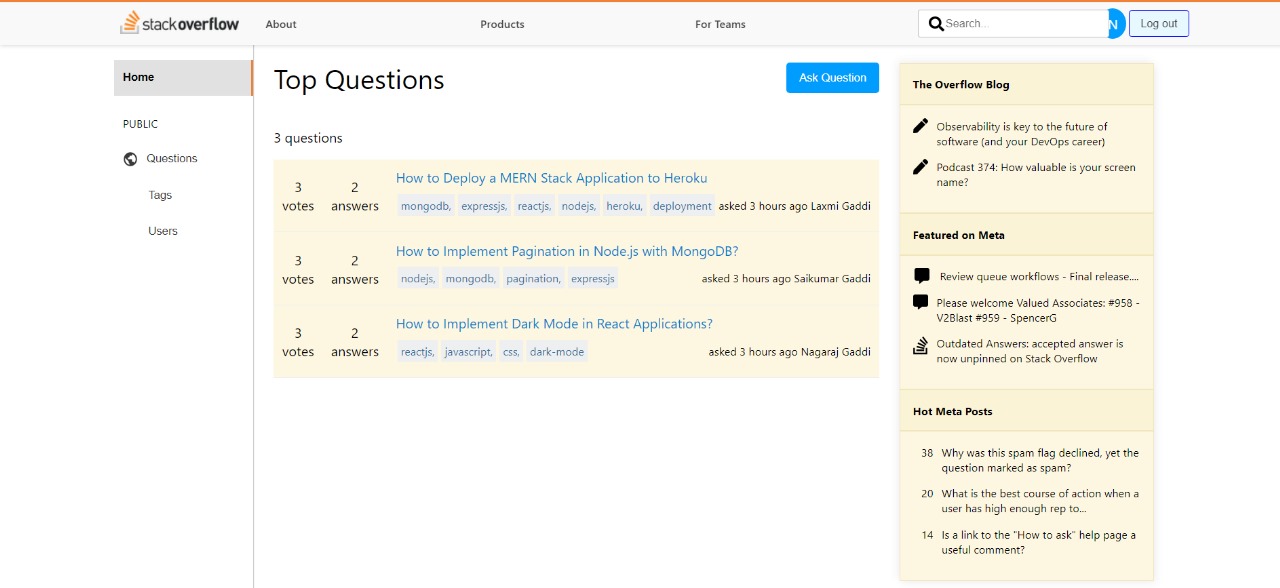 stackoverflow About Products For Teams Search... N Log out
Home
PUBLIC
Questions
Tags
Users
Top Questions
Ask Question
3 questions
3 votes
2 answers
How to Deploy a MERN Stack Application to Heroku
mongodb, expressjs, reactjs, nodejs, heroku, deployment asked 3 hours ago Laxmi Gaddi
3 votes
2 answers
How to Implement Pagination in Node.js with MongoDB?
nodejs, mongodb, pagination, expressjs asked 3 hours ago Saikumar Gaddi
3 votes
2 answers
How to Implement Dark Mode in React Applications?
reactjs, javascript, css, dark-mode asked 3 hours ago Nagaraj Gaddi
The Overflow Blog
Observability is key to the future of
software (and your DevOps career)
Podcast 374: How valuable is your screen
name?
Featured on Meta
Review queue workflows - Final release....
Please welcome Valued Associates: #958 -
V2Blast #959 - SpencerG
Outdated Answers: accepted answer is
now unpinned on Stack Overflow
Hot Meta Posts
38 Why was this spam flag declined, yet the
question marked as spam?
20 What is the best course of action when a
user has high enough rep to...
14 Is a link to the "How to ask" help page a
useful comment?